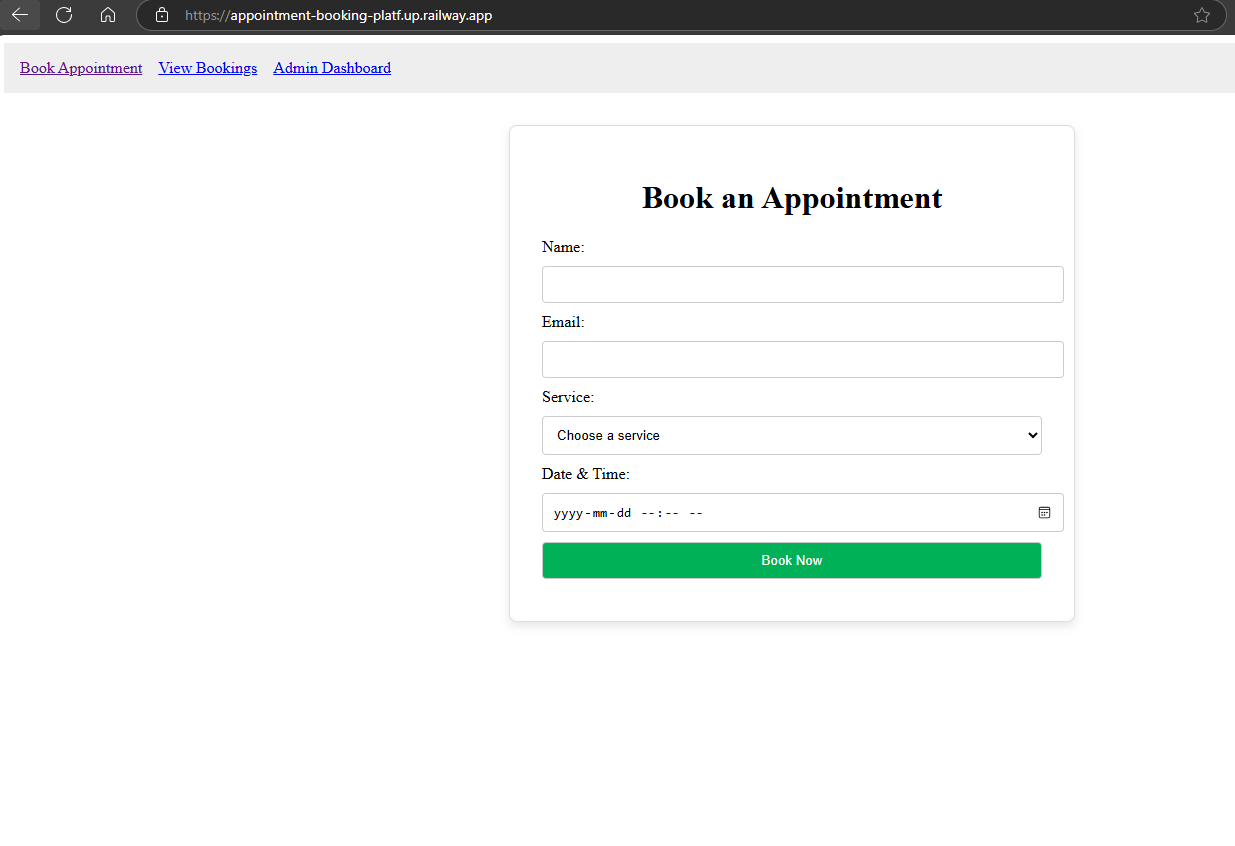 https://appointment-booking-platf.up.railway.app
Book Appointment View Bookings Admin Dashboard
Book an Appointment
Name:
Email:
Service:
Choose a service
Date & Time:
yyyy-mm-dd --:-- --
Book Now